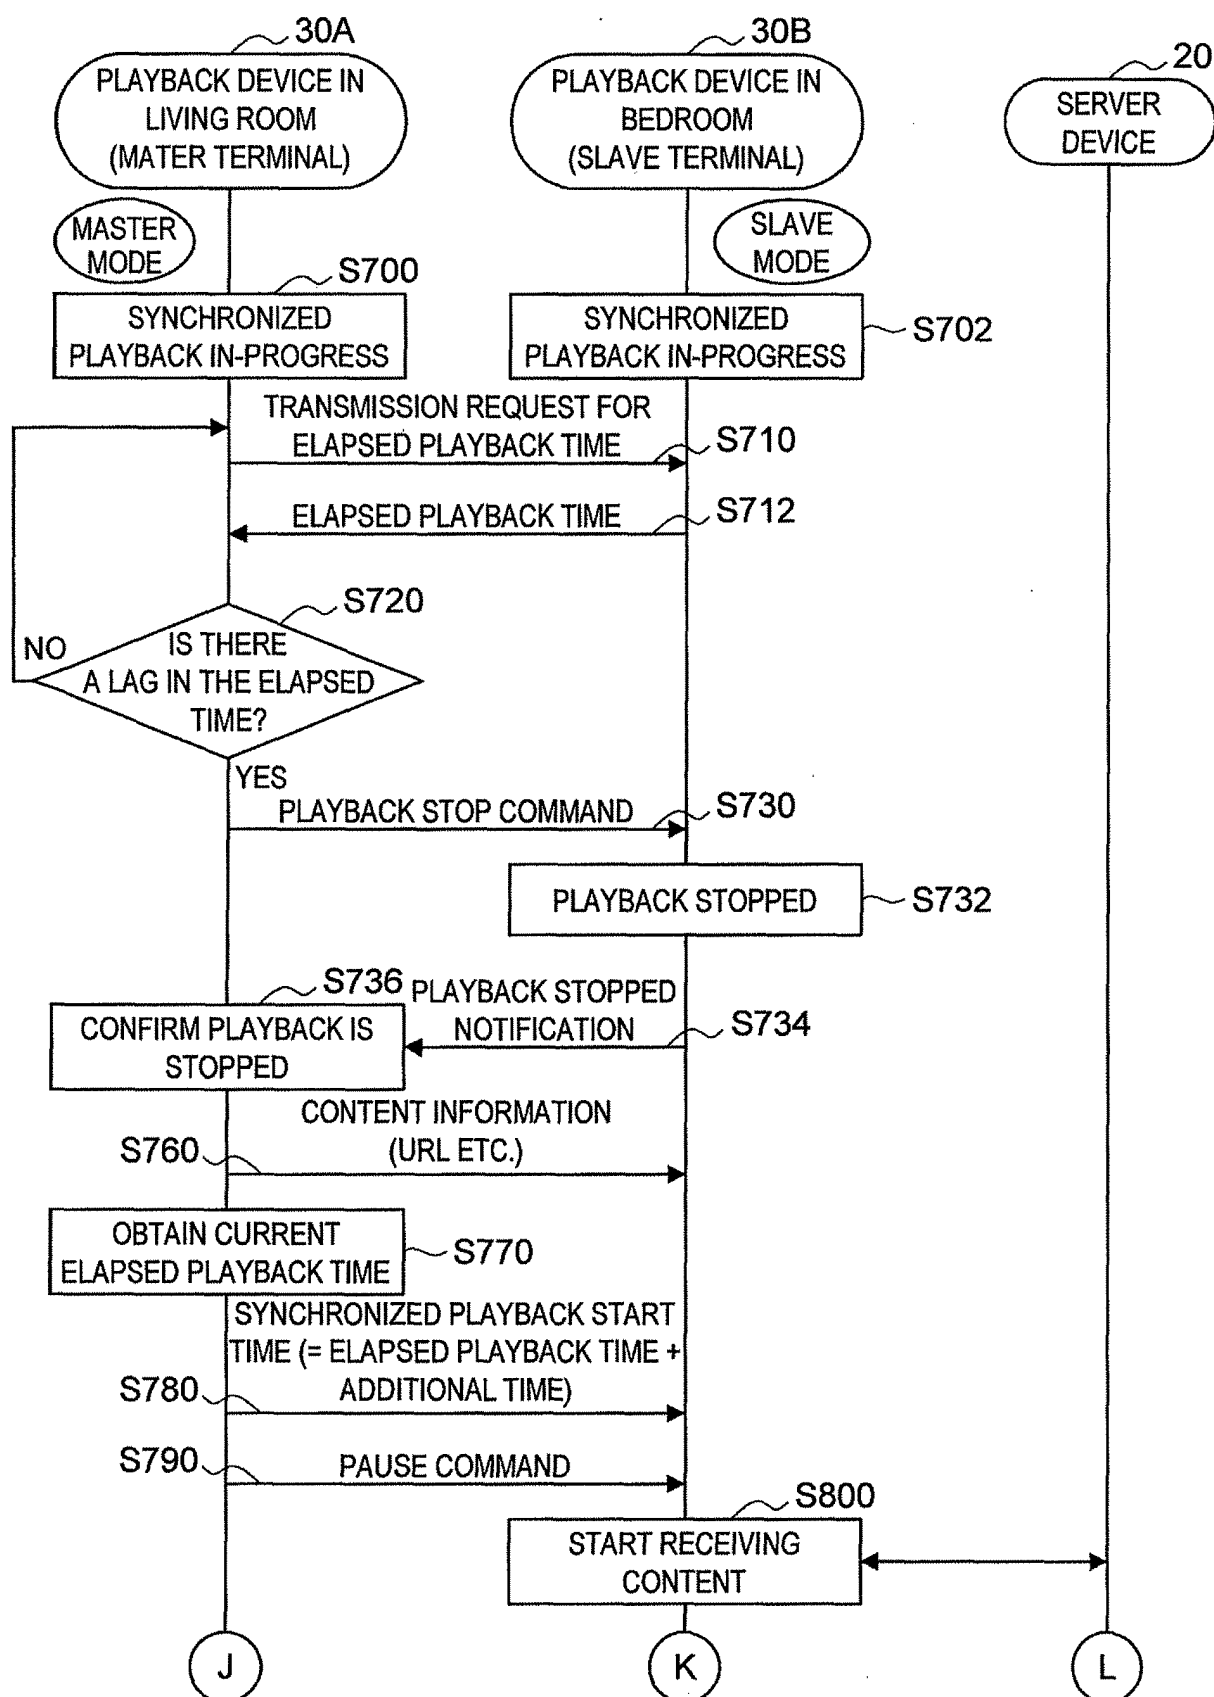 30A
PLAYBACK DEVICE IN
LIVING ROOM
(MATER TERMINAL)
30B
PLAYBACK DEVICE IN
BEDROOM
(SLAVE TERMINAL)
20
SERVER
DEVICE
MASTER
MODE
SLAVE
MODE
S700
SYNCHRONIZED
PLAYBACK IN-PROGRESS
SYNCHRONIZED
PLAYBACK IN-PROGRESS
S702
TRANSMISSION REQUEST FOR
ELAPSED PLAYBACK TIME
S710
ELAPSED PLAYBACK TIME
S712
S720
NO
IS THERE
A LAG IN THE ELAPSED
TIME?
YES
PLAYBACK STOP COMMAND
S730
PLAYBACK STOPPED
S732
S736
CONFIRM PLAYBACK IS
STOPPED
PLAYBACK STOPPED
NOTIFICATION
S734
CONTENT INFORMATION
(URL ETC.)
S760
OBTAIN CURRENT
ELAPSED PLAYBACK TIME
S770
SYNCHRONIZED PLAYBACK START
TIME (= ELAPSED PLAYBACK TIME +
ADDITIONAL TIME)
S780
S790
PAUSE COMMAND
S800
START RECEIVING
CONTENT
J
K
L